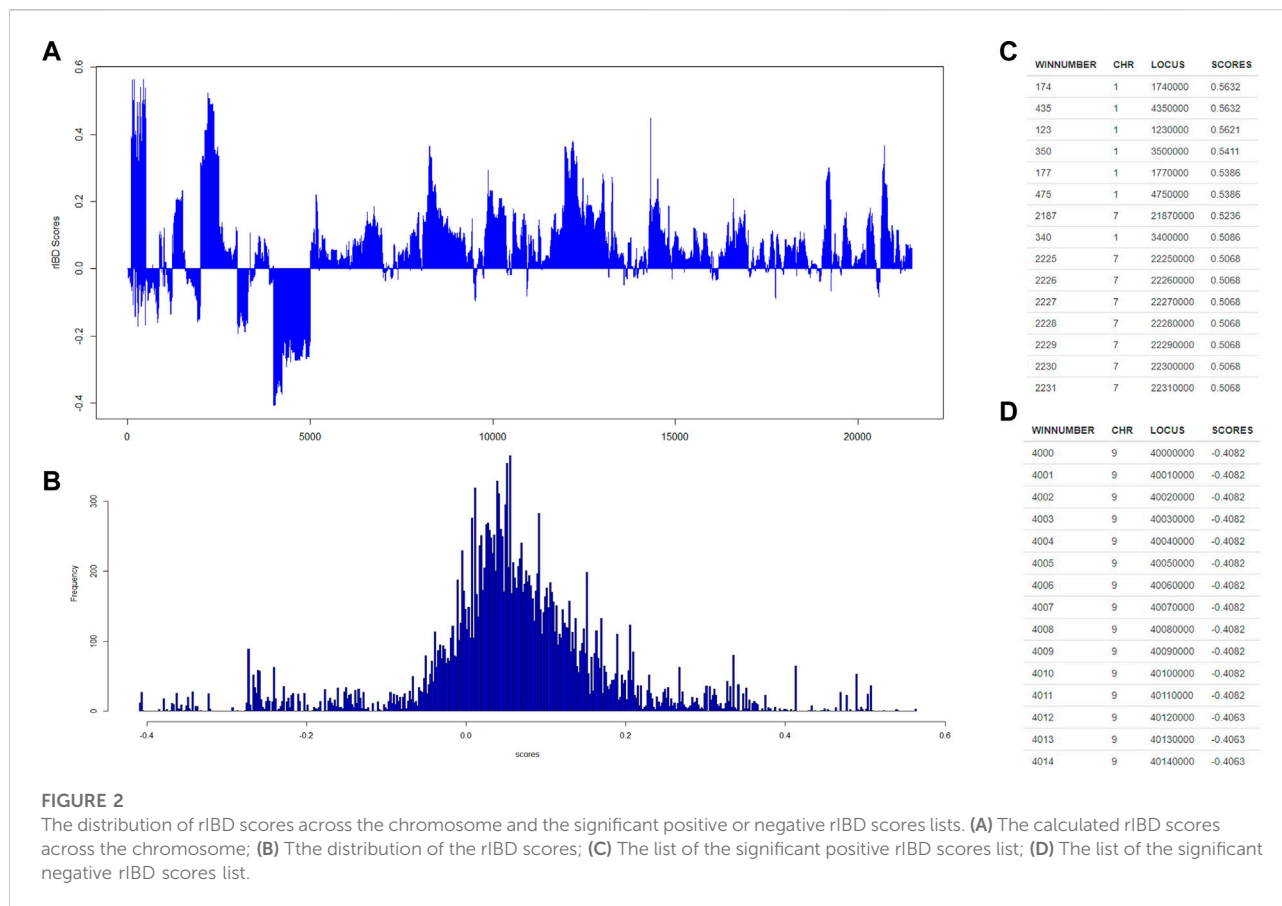 A
0.6
0.4
0.2
0.0
-0.2
-0.4
rIBD Scores
0
5000
10000
15000
20000
B
300
200
100
0
Frequency
-0.4
-0.2
0.0
0.2
0.4
0.6
scores
C
WINNUMBER CHR LOCUS SCORES
174 1 1740000 0.5632
435 1 4350000 0.5632
123 1 1230000 0.5621
350 1 3500000 0.5411
177 1 1770000 0.5386
475 1 4750000 0.5386
2187 7 21870000 0.5236
340 1 3400000 0.5086
2225 7 22250000 0.5068
2226 7 22260000 0.5068
2227 7 22270000 0.5068
2228 7 22280000 0.5068
2229 7 22290000 0.5068
2230 7 22300000 0.5068
2231 7 22310000 0.5068
D
WINNUMBER CHR LOCUS SCORES
4000 9 40000000 -0.4082
4001 9 40010000 -0.4082
4002 9 40020000 -0.4082
4003 9 40030000 -0.4082
4004 9 40040000 -0.4082
4005 9 40050000 -0.4082
4006 9 40060000 -0.4082
4007 9 40070000 -0.4082
4008 9 40080000 -0.4082
4009 9 40090000 -0.4082
4010 9 40100000 -0.4082
4011 9 40110000 -0.4082
4012 9 40120000 -0.4063
4013 9 40130000 -0.4063
4014 9 40140000 -0.4063
FIGURE 2
The distribution of rIBD scores across the chromosome and the significant positive or negative rIBD scores lists. (A) The calculated rIBD scores
across the chromosome; (B) Tthe distribution of the rIBD scores; (C) The list of the significant positive rIBD scores list; (D) The list of the significant
negative rIBD scores list.